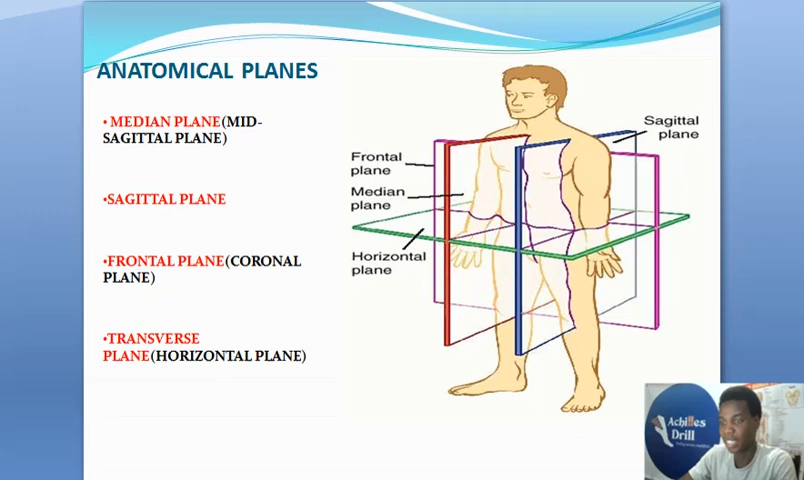 ANATOMICAL PLANES
• MEDIAN PLANE(MID-
SAGITTAL PLANE)
•SAGITTAL PLANE
•FRONTAL PLANE(CORONAL
PLANE)
•TRANSVERSE
PLANE(HORIZONTAL PLANE)
Sagittal
plane
Frontal
plane
Median
plane
Horizontal
plane
Achilles
Drill